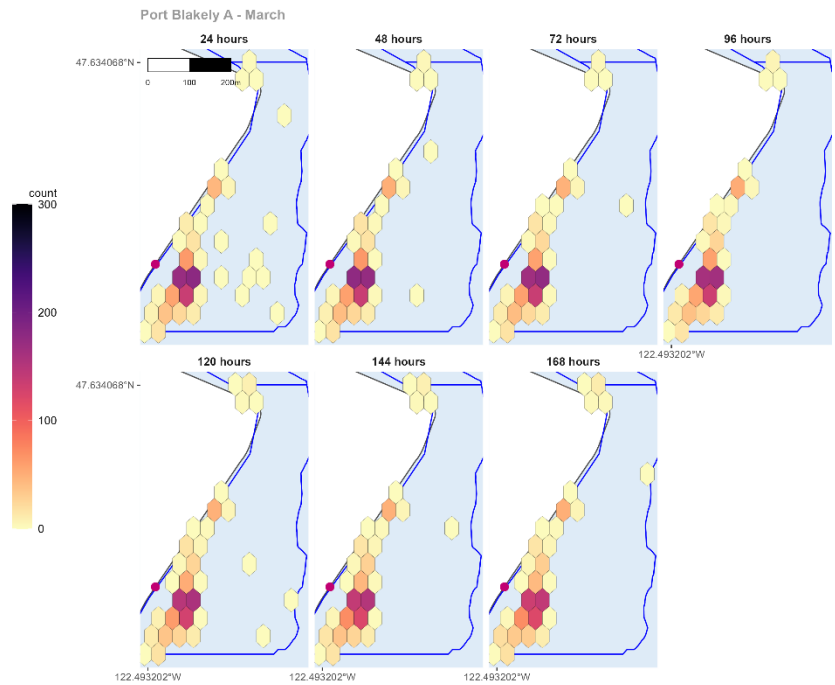 Port Blakely A - March
24 hours
48 hours
72 hours
96 hours
47.634068°N
0
100
200m
count
300
200
100
0
122.493202°W
120 hours
144 hours
168 hours
47.634068°N
122.493202°W
122.493202°W
122.493202°W